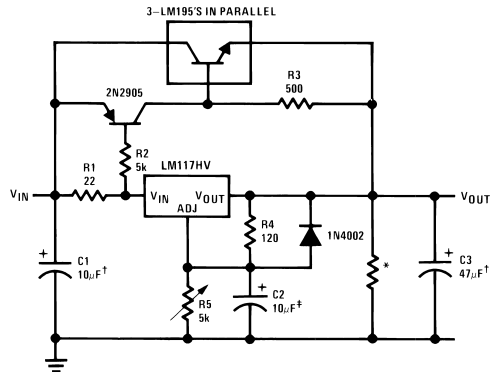 3–LM195'S IN PARALLEL
2N2905
R3
500
R2
5k
LM117HV
R1
22
VIN
VIN
VOUT
ADJ
VOUT
R4
120
1N4002
*
C1
10μF†
R5
5k
C2
10μF‡
C3
47μF†
+
+
+